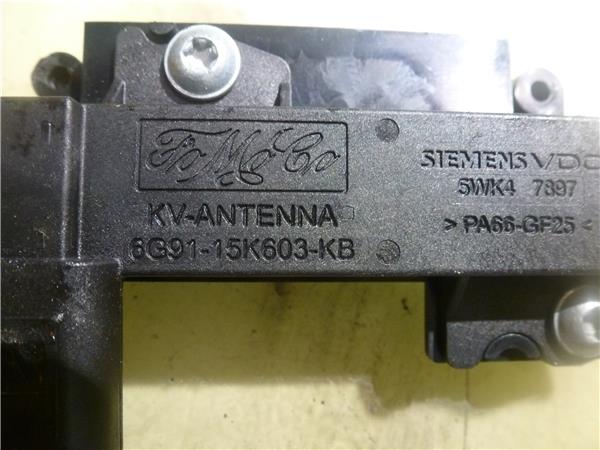 FoMoCo
KV-ANTENNA
6G91-15K603-KB
SIEMENS VDO
5WK4 7897
> PA66-GF25 <